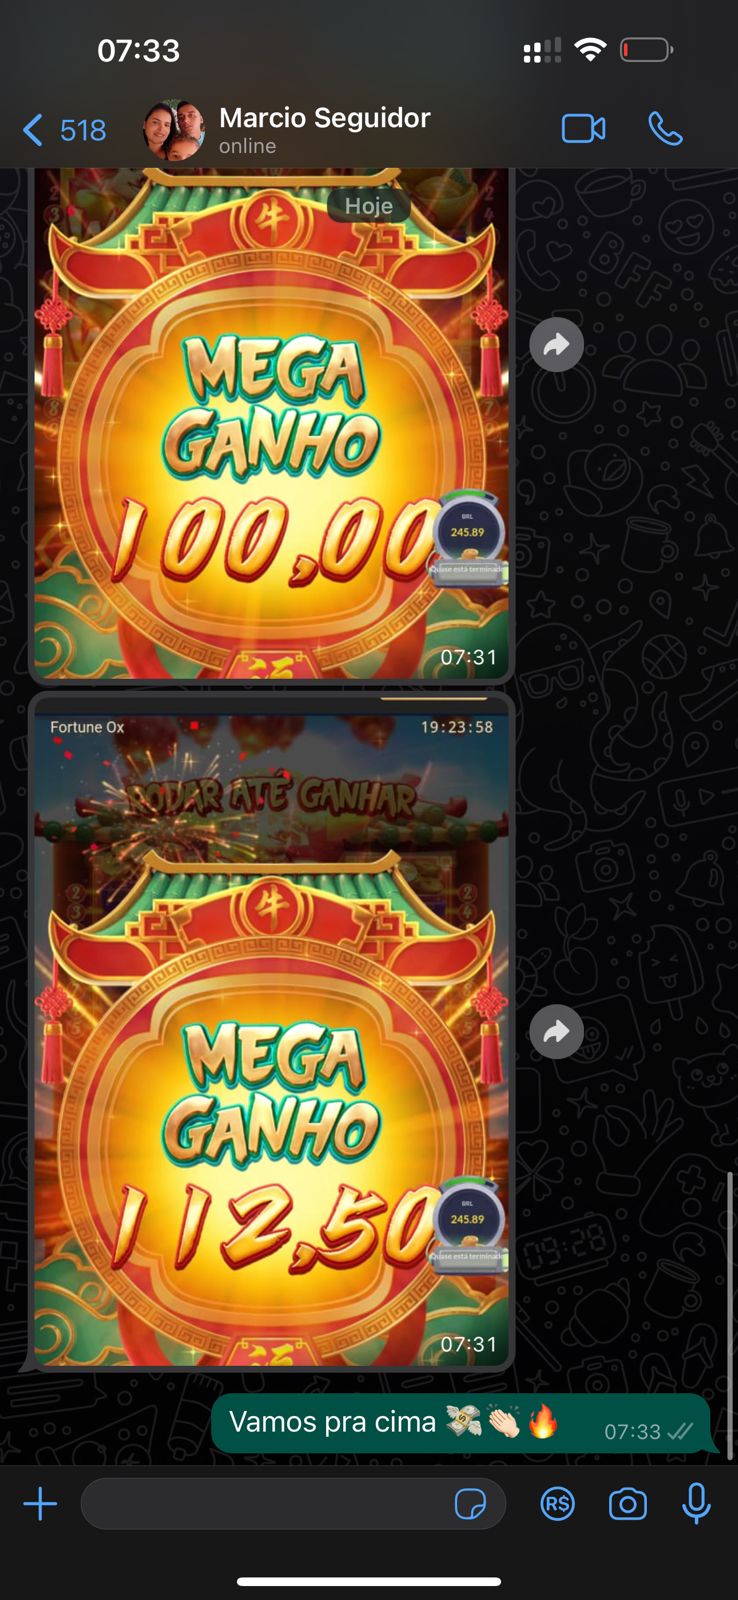 07:33
518
Marcio Seguidor
online
Hoje
牛
MEGA
GANHO
100,00
BRL
245.89
Quase está terminado
07:31
Fortune Ox
19:23:58
RODAR ATÉ GANHAR
牛
MEGA
GANHO
112,50
BRL
245.89
Quase está terminado
07:31
Vamos pra cima 💸👏🏻🔥
07:33
R$